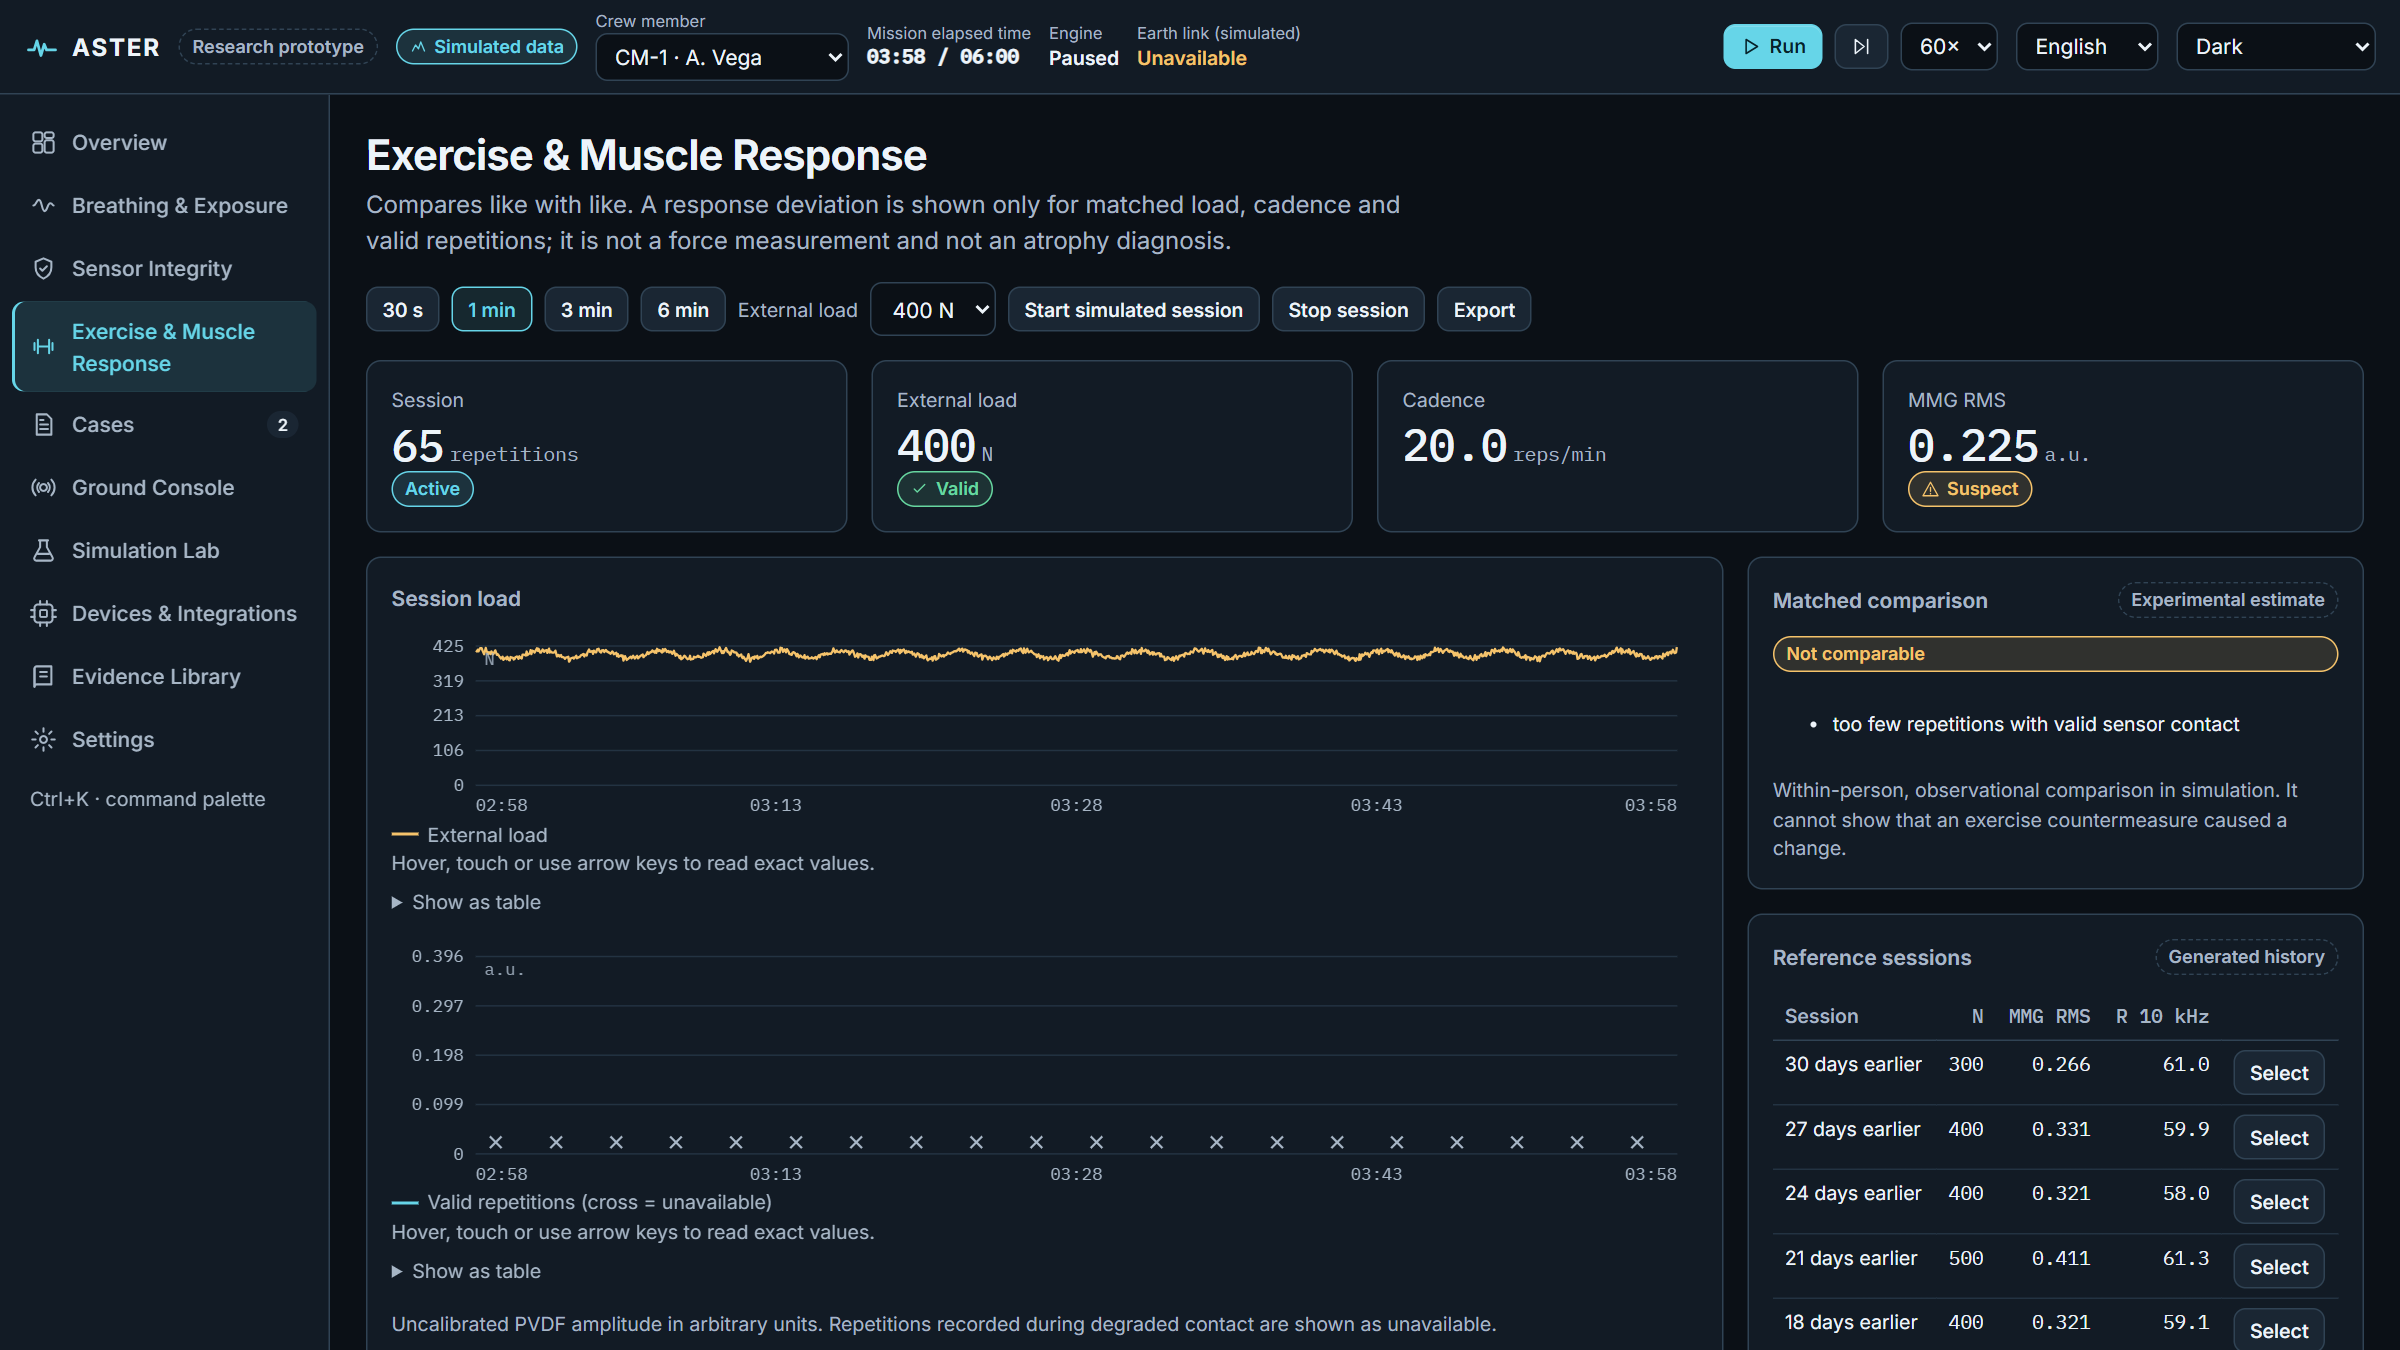 ASTER
Research prototype
Simulated data
Crew member
CM-1 · A. Vega
Mission elapsed time
03:58 / 06:00
Engine
Paused
Earth link (simulated)
Unavailable
Run
60×
English
Dark
Overview
Breathing & Exposure
Sensor Integrity
Exercise & Muscle
Response
Cases 2
Ground Console
Simulation Lab
Devices & Integrations
Evidence Library
Settings
Ctrl+K · command palette
Exercise & Muscle Response
Compares like with like. A response deviation is shown only for matched load, cadence and
valid repetitions; it is not a force measurement and not an atrophy diagnosis.
30 s 1 min 3 min 6 min External load 400 N Start simulated session Stop session Export
Session
65 repetitions
Active
External load
400 N
✓ Valid
Cadence
20.0 reps/min
MMG RMS
0.225 a.u.
Suspect
Session load
425
N
319
213
106
0
02:58 03:13 03:28 03:43 03:58
External load
Hover, touch or use arrow keys to read exact values.
▶ Show as table
0.396
a.u.
0.297
0.198
0.099
0
02:58 03:13 03:28 03:43 03:58
Valid repetitions (cross = unavailable)
Hover, touch or use arrow keys to read exact values.
▶ Show as table
Uncalibrated PVDF amplitude in arbitrary units. Repetitions recorded during degraded contact are shown as unavailable.
Matched comparison
Experimental estimate
Not comparable
• too few repetitions with valid sensor contact
Within-person, observational comparison in simulation. It
cannot show that an exercise countermeasure caused a
change.
Reference sessions
Generated history
Session N MMG RMS R 10 kHz
30 days earlier 300 0.266 61.0 Select
27 days earlier 400 0.331 59.9 Select
24 days earlier 400 0.321 58.0 Select
21 days earlier 500 0.411 61.3 Select
18 days earlier 400 0.321 59.1 Select